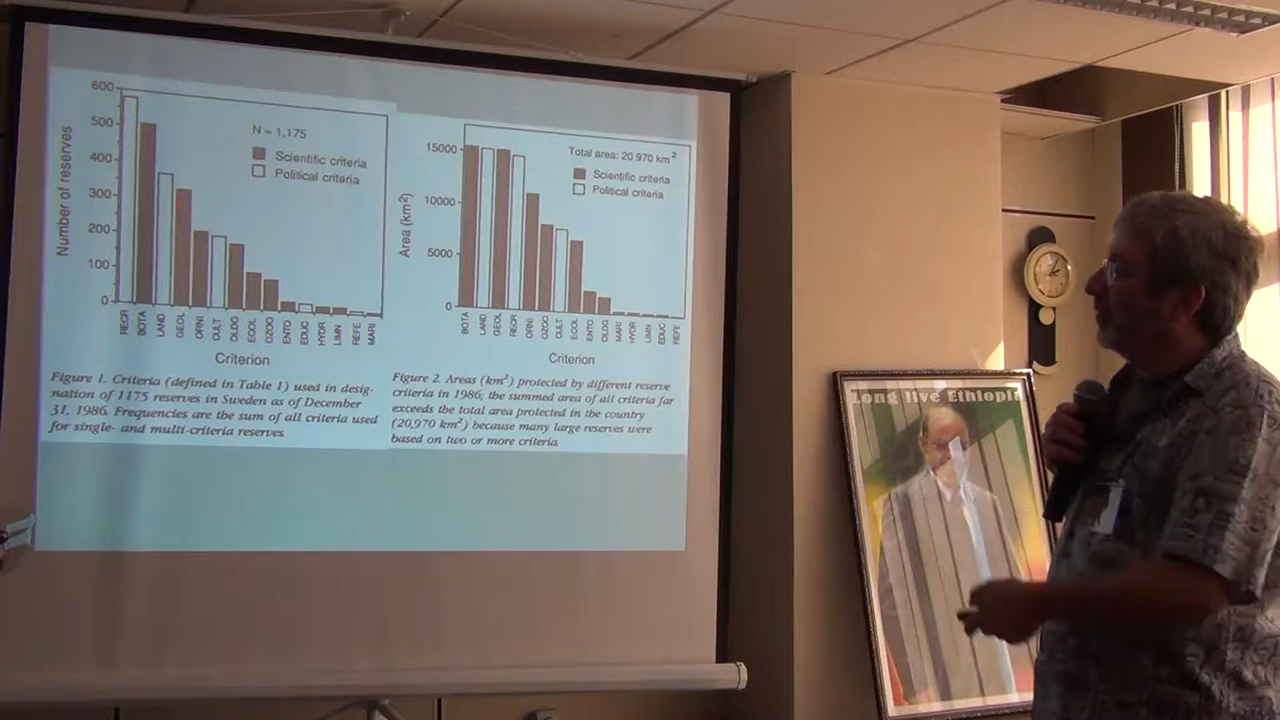 600
500
400
300
200
100
0
Number of reserves
N = 1,175
Scientific criteria
Political criteria
RECR
BOTA
LAND
GEOL
ORNI
CULT
OLDG
ECOL
OZOO
ENTO
EDUC
HYDR
LIMN
REFE
MARI
Criterion
Figure 1. Criteria (defined in Table 1) used in desig-
nation of 1175 reserves in Sweden as of December
31, 1986. Frequencies are the sum of all criteria used
for single- and multi-criteria reserves.
15000
10000
5000
0
Area (km²)
Total area: 20 970 km²
Scientific criteria
Political criteria
BOTA
LAND
GEOL
RECR
ORNI
OZOO
CULT
ECOL
ENTO
OLDG
MARI
HYDR
LIMN
EDUC
REFE
Criterion
Figure 2. Areas (km²) protected by different reserve
criteria in 1986; the summed area of all criteria far
exceeds the total area protected in the country
(20,970 km²) because many large reserves were
based on two or more criteria.
Long live Ethiopia